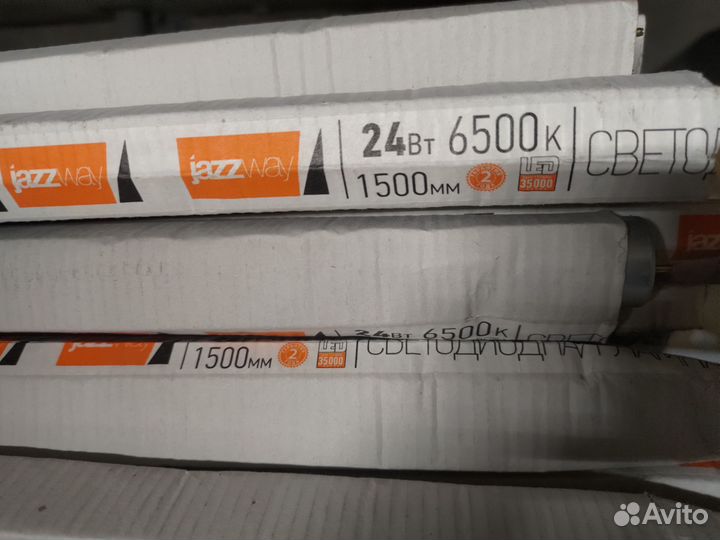 jazzway jazzway 24Вт 6500К
1500мм 2 LED 35000 СВЕТОД
jazz
24Вт 6500К
jazzway 1500мм 2 LED 35000 СВЕТОДИОДНАЯ ЛАМПА
Avito